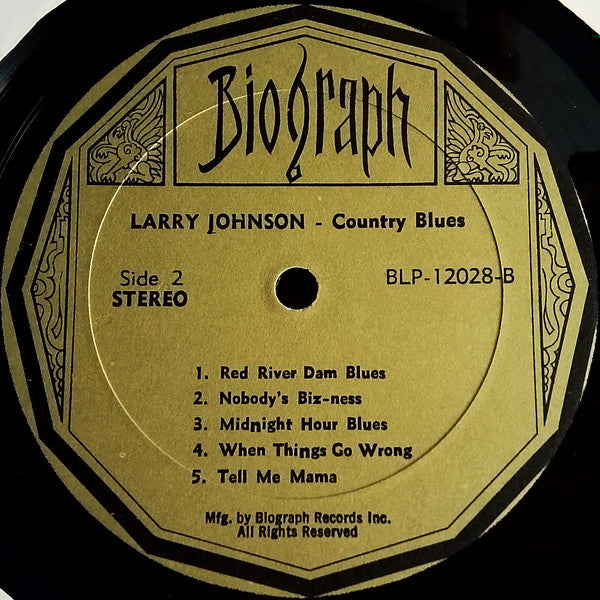 Biograph
LARRY JOHNSON - Country Blues
Side 2
BLP-12028-B
STEREO
1. Red River Dam Blues
2. Nobody's Biz-ness
3. Midnight Hour Blues
4. When Things Go Wrong
5. Tell Me Mama
Mfg. by Biograph Records Inc.
All Rights Reserved